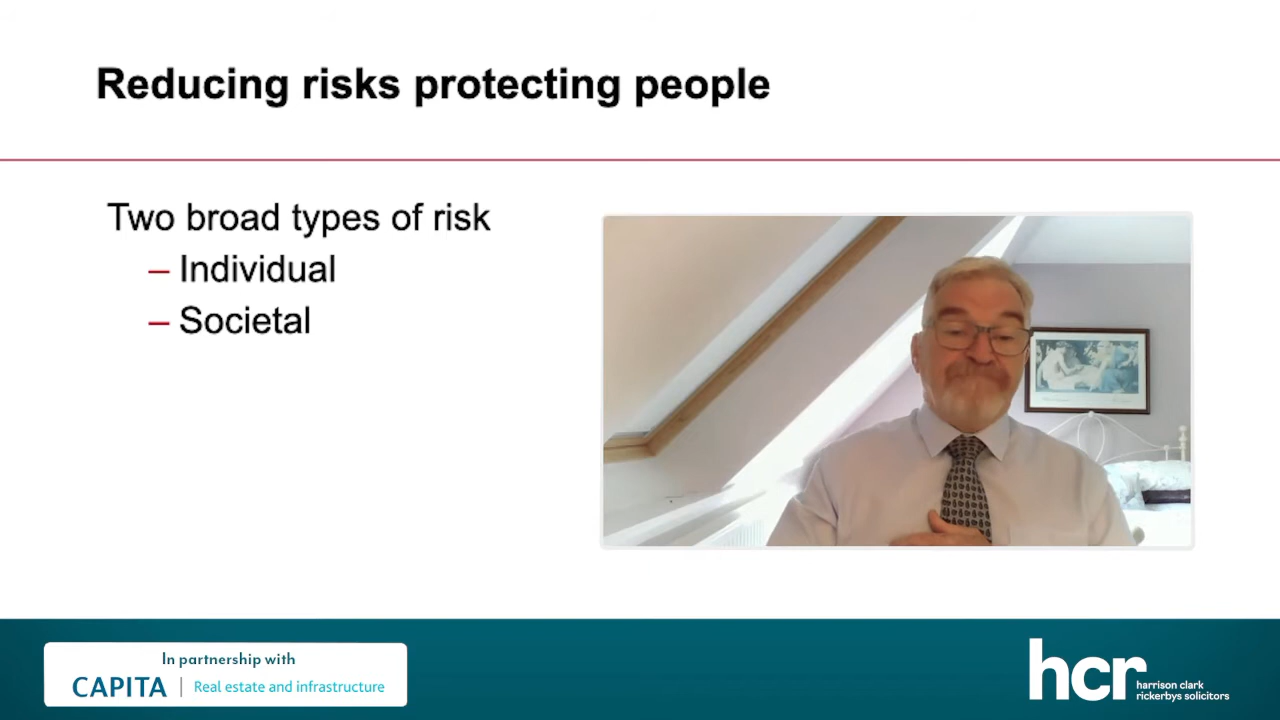 Reducing risks protecting people
Two broad types of risk
– Individual
– Societal
In partnership with
CAPITA | Real estate and infrastructure
hcr harrison clark
rickerbys solicitors